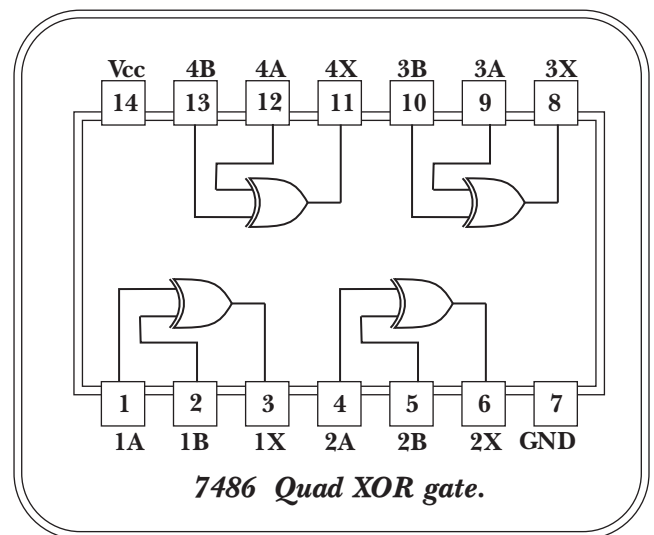 Vcc 4B 4A 4X 3B 3A 3X
14 13 12 11 10 9 8
1 2 3 4 5 6 7
1A 1B 1X 2A 2B 2X GND
7486 Quad XOR gate.